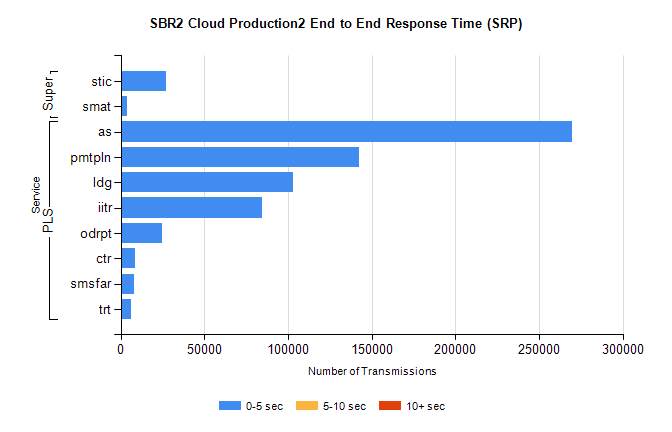 SBR2 Cloud Production2 End to End Response Time (SRP)
Super
stic
smat
Service
PLS
as
pmtpln
ldg
iitr
odrpt
ctr
smsfar
trt
0 50000 100000 150000 200000 250000 300000
Number of Transmissions
0-5 sec 5-10 sec 10+ sec